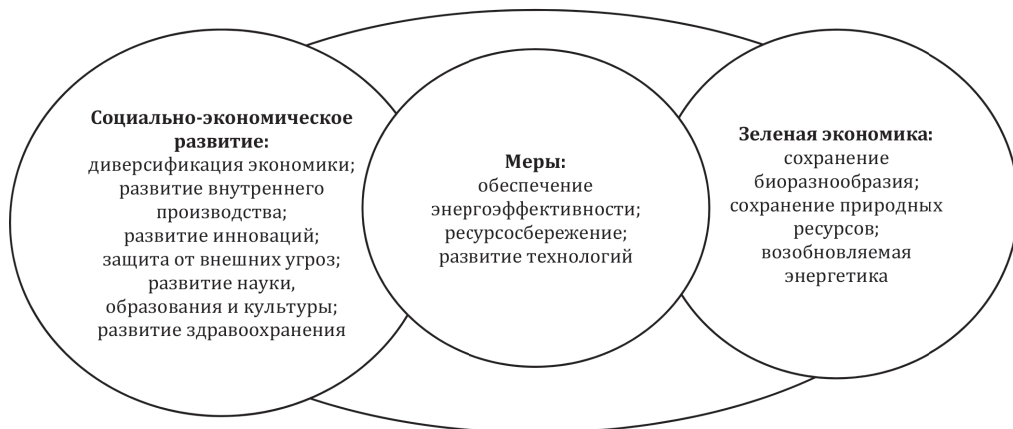 Социально-экономическое
развитие:
диверсификация экономики;
развитие внутреннего
производства;
развитие инноваций;
защита от внешних угроз;
развитие науки,
образования и культуры;
развитие здравоохранения
Меры:
обеспечение
энергоэффективности;
ресурсосбережение;
развитие технологий
Зеленая экономика:
сохранение
биоразнообразия;
сохранение природных
ресурсов;
возобновляемая
энергетика